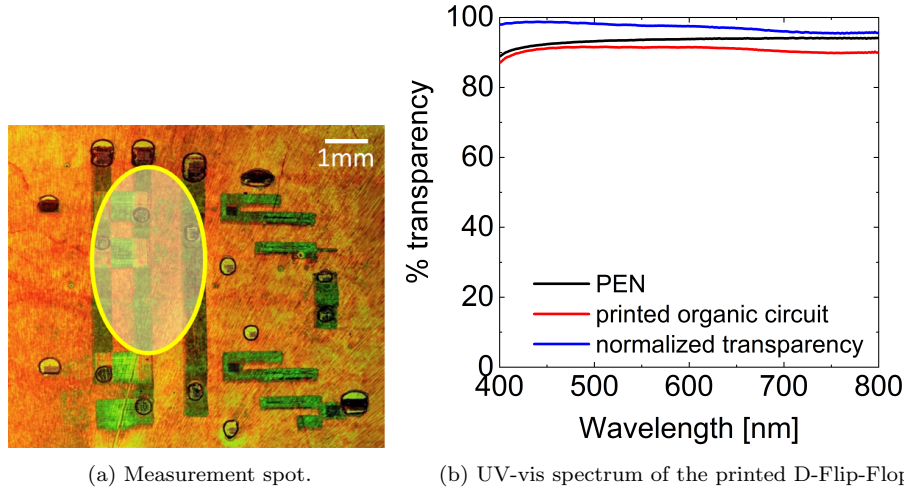 1mm
(a) Measurement spot.
% transparency
100
80
60
40
20
0
PEN
printed organic circuit
normalized transparency
400 500 600 700 800
Wavelength [nm]
(b) UV-vis spectrum of the printed D-Flip-Flop